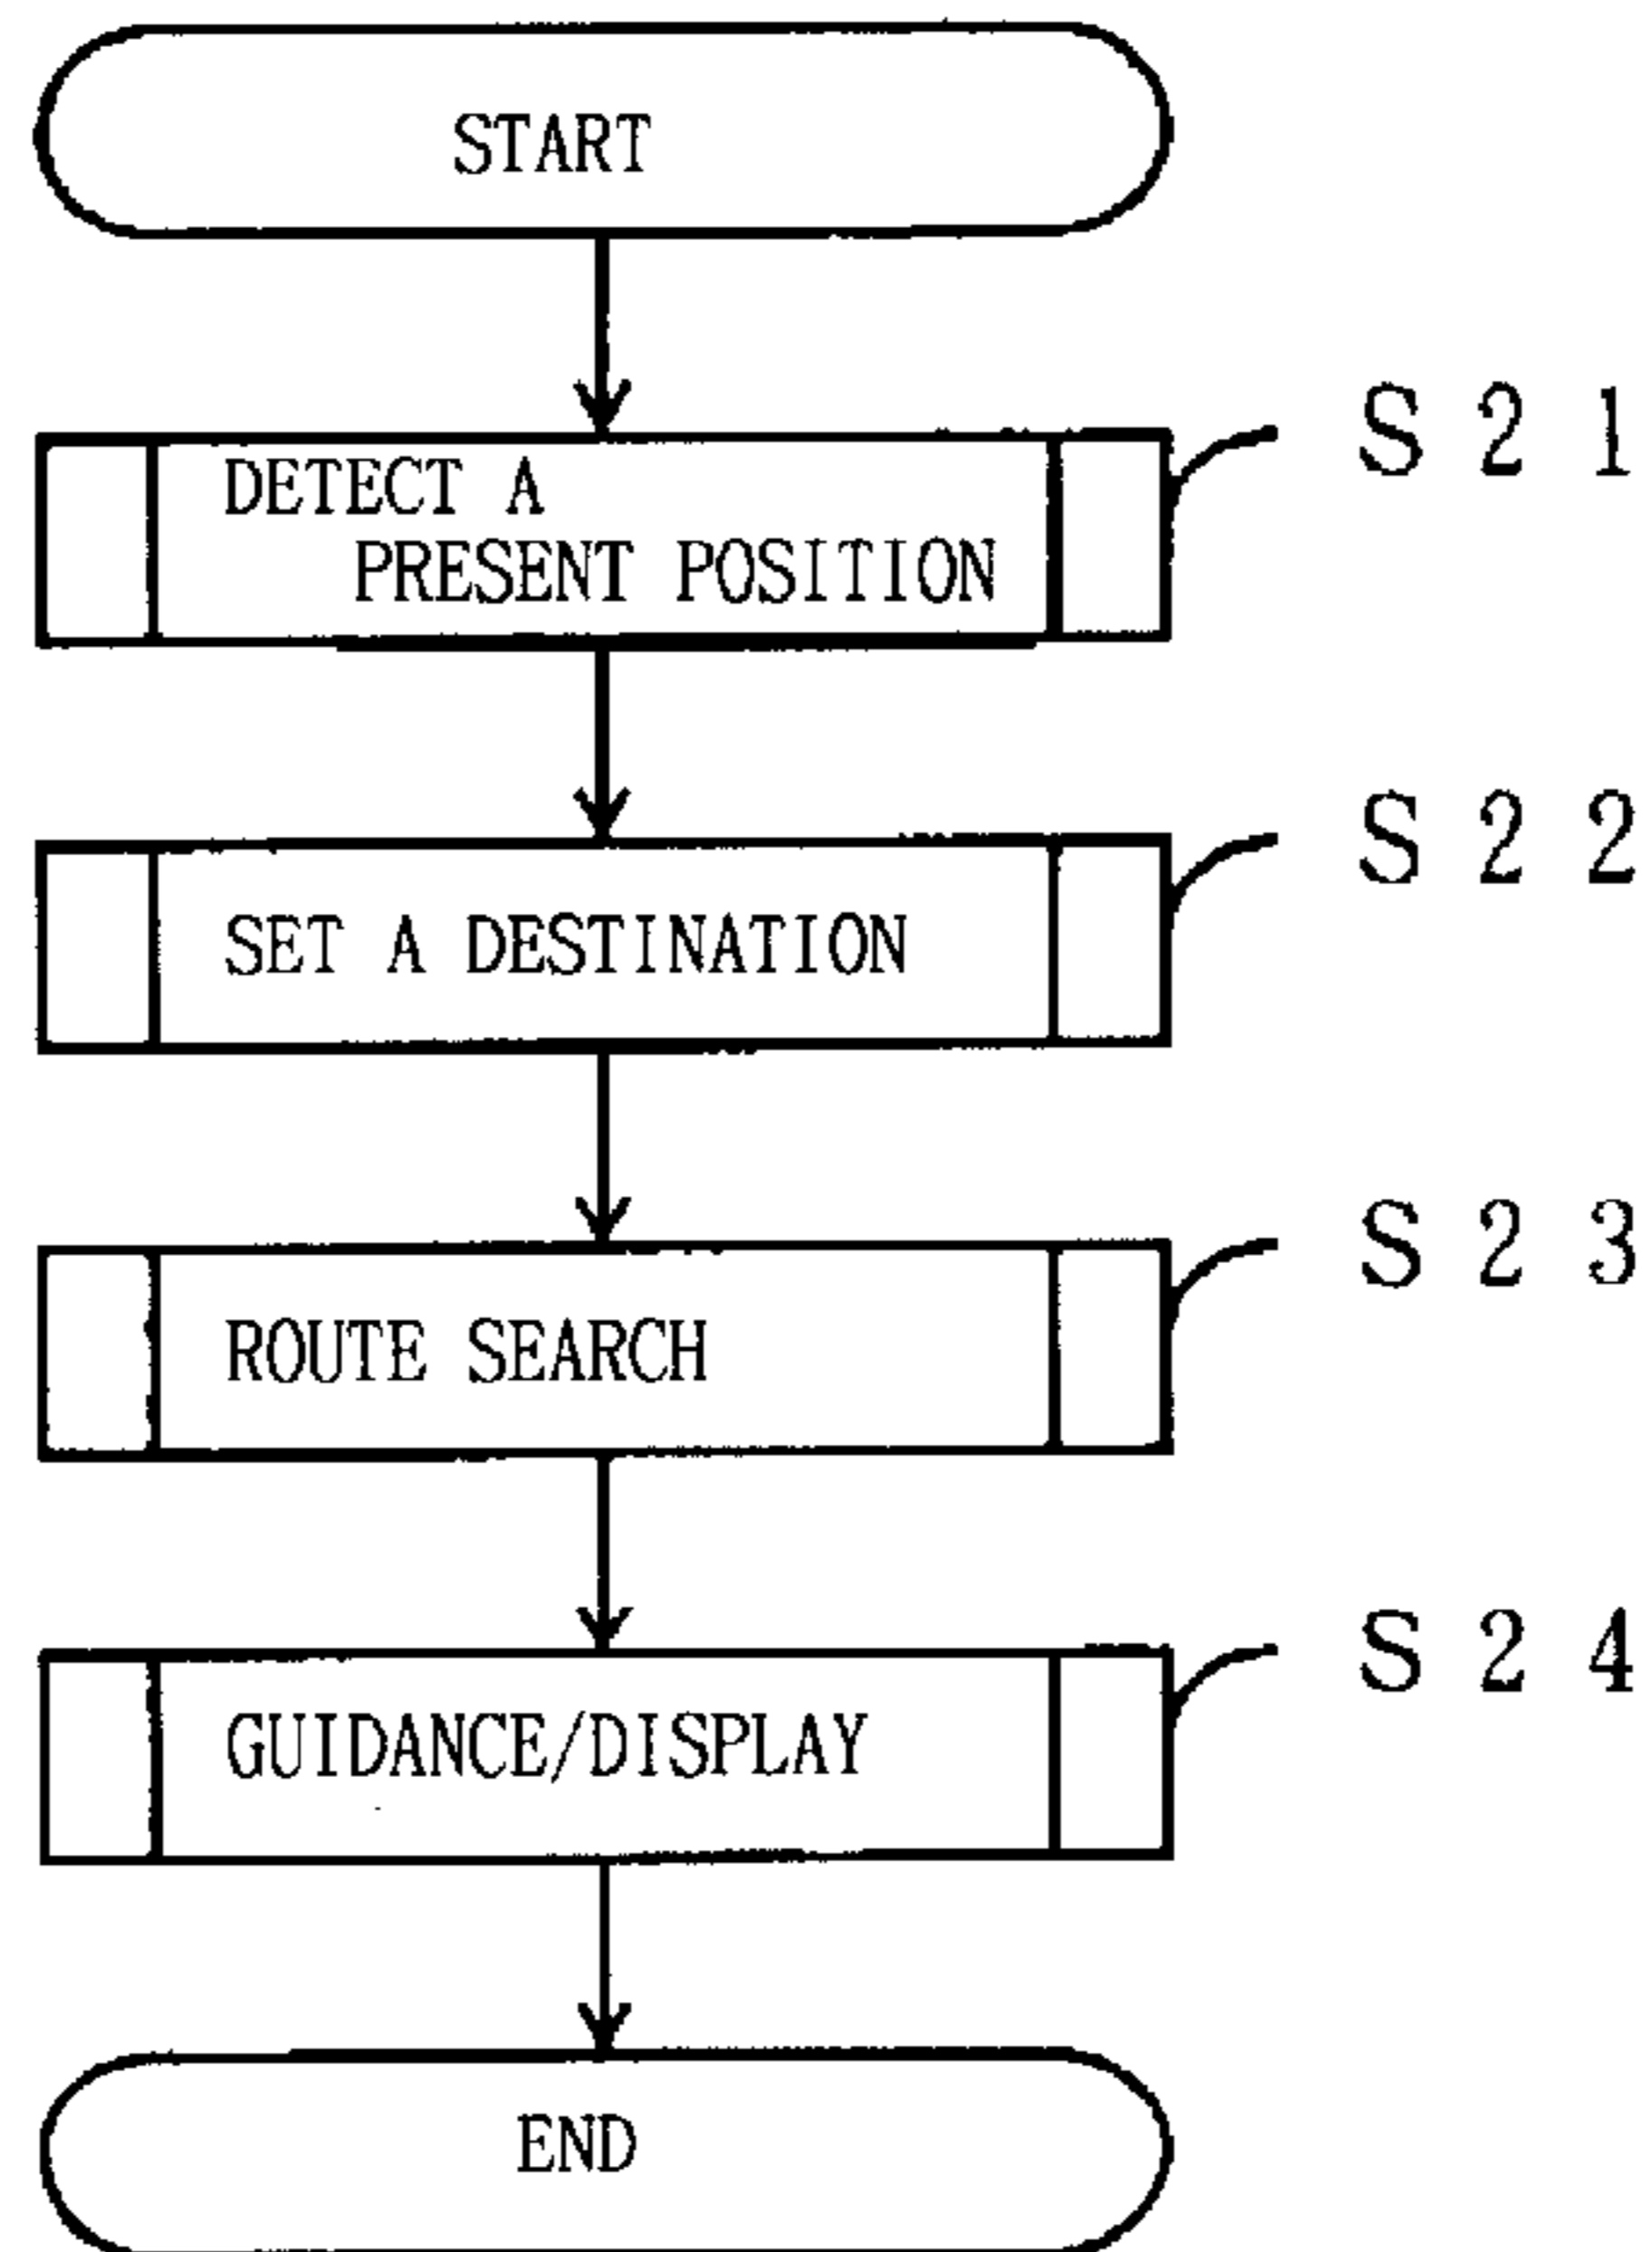 START
S21
DETECT A
PRESENT POSITION
S22
SET A DESTINATION
S23
ROUTE SEARCH
S24
GUIDANCE/DISPLAY
END